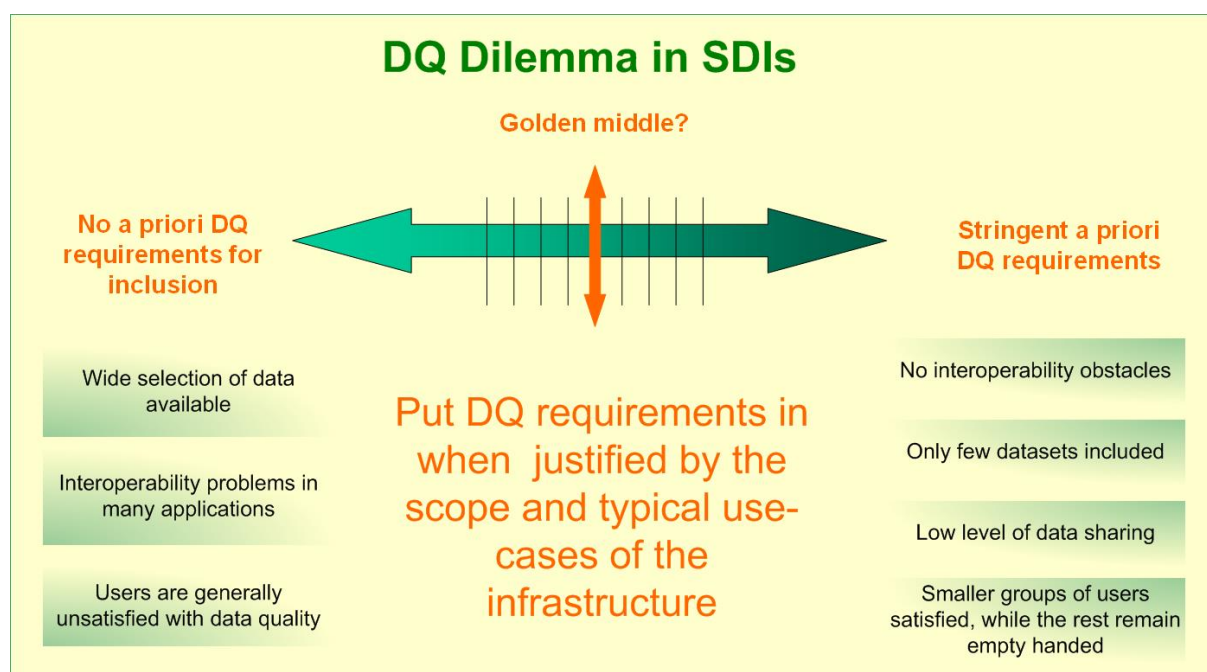 DQ Dilemma in SDIs
Golden middle?
No a priori DQ
requirements for
inclusion
Stringent a priori
DQ requirements
Wide selection of data
available
Interoperability problems in
many applications
Users are generally
unsatisfied with data quality
Put DQ requirements in
when justified by the
scope and typical use-
cases of the
infrastructure
No interoperability obstacles
Only few datasets included
Low level of data sharing
Smaller groups of users
satisfied, while the rest remain
empty handed